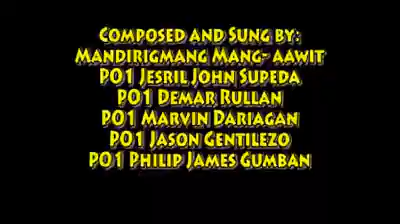 Composed and Sung by:
Mandirigmang Mang- aawit
PO1 Jesril John Supeda
PO1 Demar Rullan
PO1 Marvin Dariagan
PO1 Jason Gentilezo
PO1 Philip James Gumban